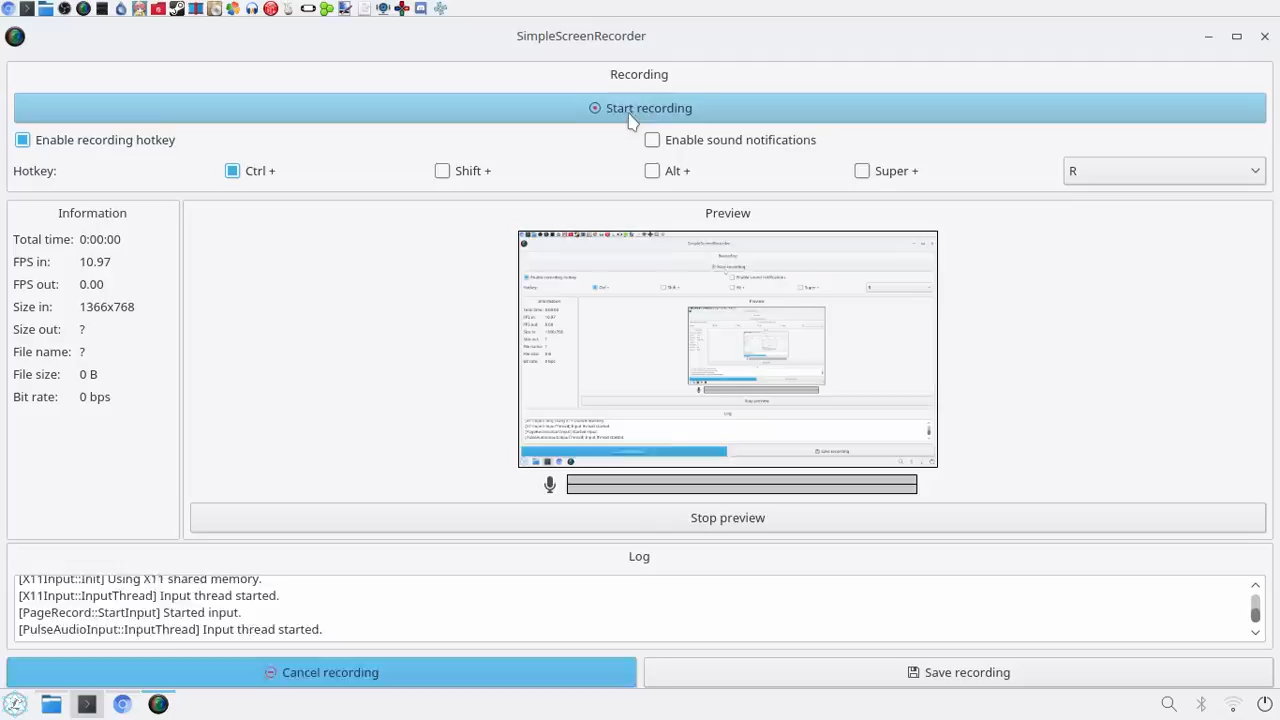 SimpleScreenRecorder
Recording
Start recording
Enable recording hotkey
Enable sound notifications
Hotkey:
Ctrl +
Shift +
Alt +
Super +
R
Information
Preview
Total time: 0:00:00
FPS in: 10.97
FPS out: 0.00
Size in: 1366x768
Size out: ?
File name: ?
File size: 0 B
Bit rate: 0 bps
Stop preview
Log
[X11Input::Init] Using X11 shared memory.
[X11Input::InputThread] Input thread started.
[PageRecord::StartInput] Started input.
[PulseAudioInput::InputThread] Input thread started.
Cancel recording
Save recording